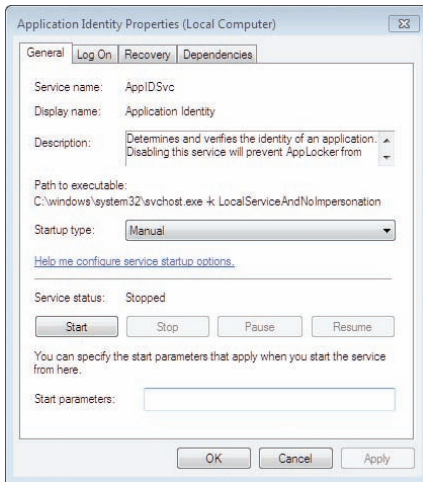 Application Identity Properties (Local Computer)
General Log On Recovery Dependencies
Service name: AppIDSvc
Display name: Application Identity
Description: Determines and verifies the identity of an application.
Disabling this service will prevent AppLocker from
Path to executable:
C:\windows\system32\svchost.exe -k LocalServiceAndNoImpersonation
Startup type: Manual
Help me configure service startup options.
Service status: Stopped
Start Stop Pause Resume
You can specify the start parameters that apply when you start the service
from here.
Start parameters:
OK Cancel Apply